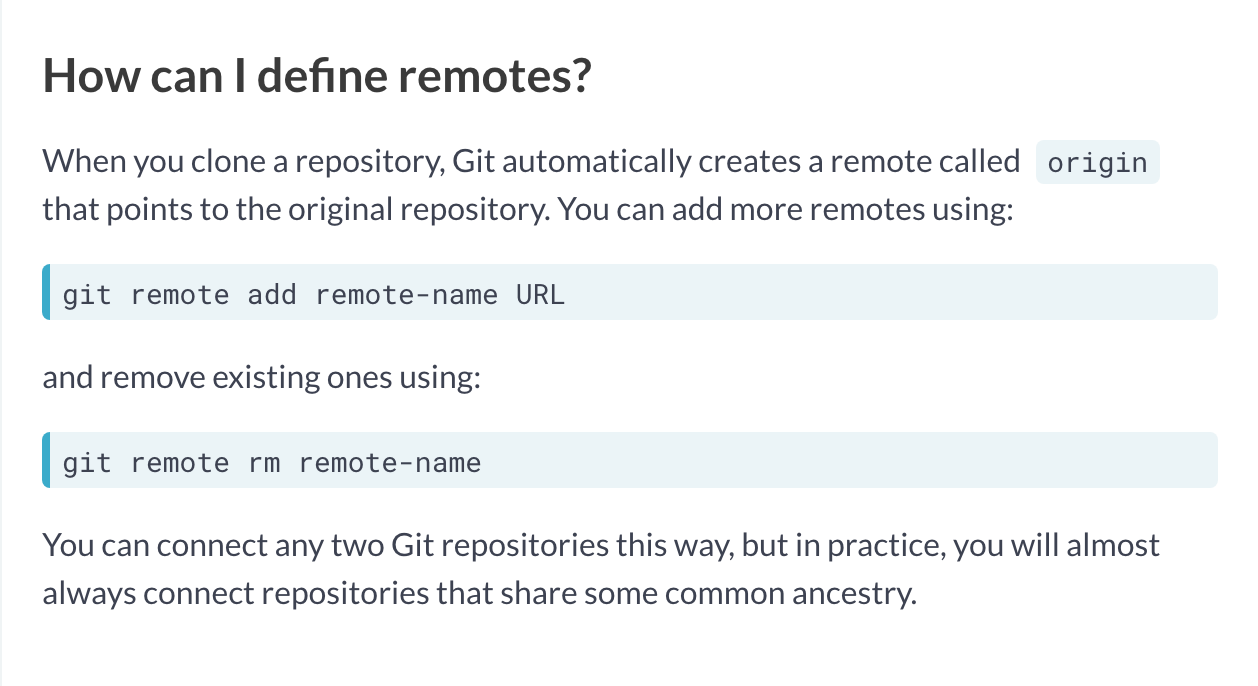 How can I define remotes?
When you clone a repository, Git automatically creates a remote called origin
that points to the original repository. You can add more remotes using:
git remote add remote-name URL
and remove existing ones using:
git remote rm remote-name
You can connect any two Git repositories this way, but in practice, you will almost
always connect repositories that share some common ancestry.